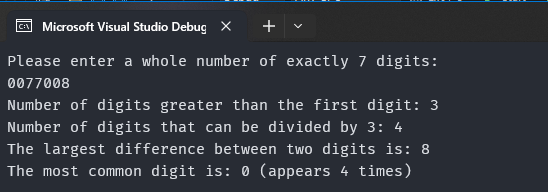 Microsoft Visual Studio Debug
Please enter a whole number of exactly 7 digits:
0077008
Number of digits greater than the first digit: 3
Number of digits that can be divided by 3: 4
The largest difference between two digits is: 8
The most common digit is: 0 (appears 4 times)